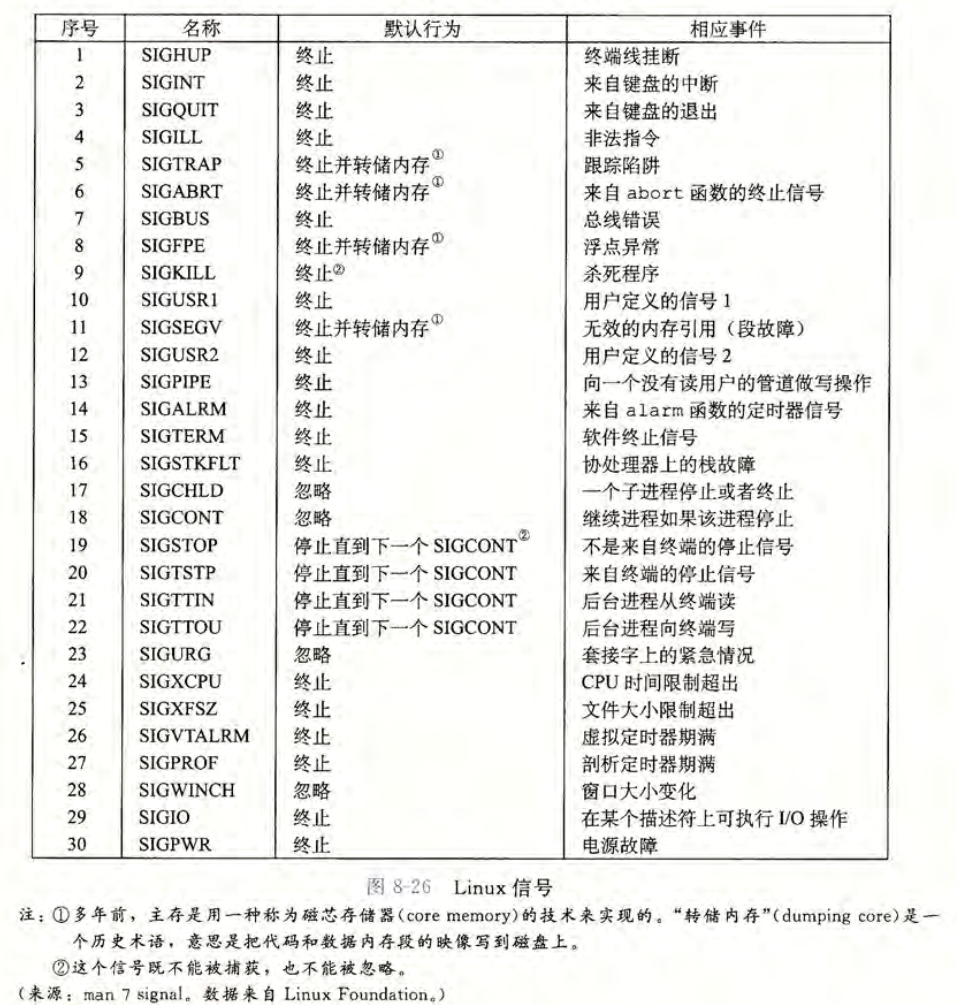 序号 名称 默认行为 相应事件
1 SIGHUP 终止 终端线挂断
2 SIGINT 终止 来自键盘的中断
3 SIGQUIT 终止 来自键盘的退出
4 SIGILL 终止 非法指令
5 SIGTRAP 终止并转储内存① 跟踪陷阱
6 SIGABRT 终止并转储内存① 来自 abort 函数的终止信号
7 SIGBUS 终止 总线错误
8 SIGFPE 终止并转储内存① 浮点异常
9 SIGKILL 终止② 杀死程序
10 SIGUSR1 终止 用户定义的信号 1
11 SIGSEGV 终止并转储内存① 无效的内存引用（段故障）
12 SIGUSR2 终止 用户定义的信号 2
13 SIGPIPE 终止 向一个没有读用户的管道做写操作
14 SIGALRM 终止 来自 alarm 函数的定时器信号
15 SIGTERM 终止 软件终止信号
16 SIGSTKFLT 终止 协处理器上的栈故障
17 SIGCHLD 忽略 一个子进程停止或者终止
18 SIGCONT 忽略 继续进程如果该进程停止
19 SIGSTOP 停止直到下一个 SIGCONT② 不是来自终端的停止信号
20 SIGTSTP 停止直到下一个 SIGCONT 来自终端的停止信号
21 SIGTTIN 停止直到下一个 SIGCONT 后台进程从终端读
22 SIGTTOU 停止直到下一个 SIGCONT 后台进程向终端写
23 SIGURG 忽略 套接字上的紧急情况
24 SIGXCPU 终止 CPU 时间限制超出
25 SIGXFSZ 终止 文件大小限制超出
26 SIGVTALRM 终止 虚拟定时器期满
27 SIGPROF 终止 剖析定时器期满
28 SIGWINCH 忽略 窗口大小变化
29 SIGIO 终止 在某个描述符上可执行 I/O 操作
30 SIGPWR 终止 电源故障
图 8-26 Linux 信号
注：①多年前，主存是用一种称为磁芯存储器(core memory)的技术来实现的。“转储内存”(dumping core)是一
个历史术语，意思是把代码和数据内存段的映像写到磁盘上。
②这个信号既不能被捕获，也不能被忽略。
(来源：man 7 signal。数据来自 Linux Foundation。)